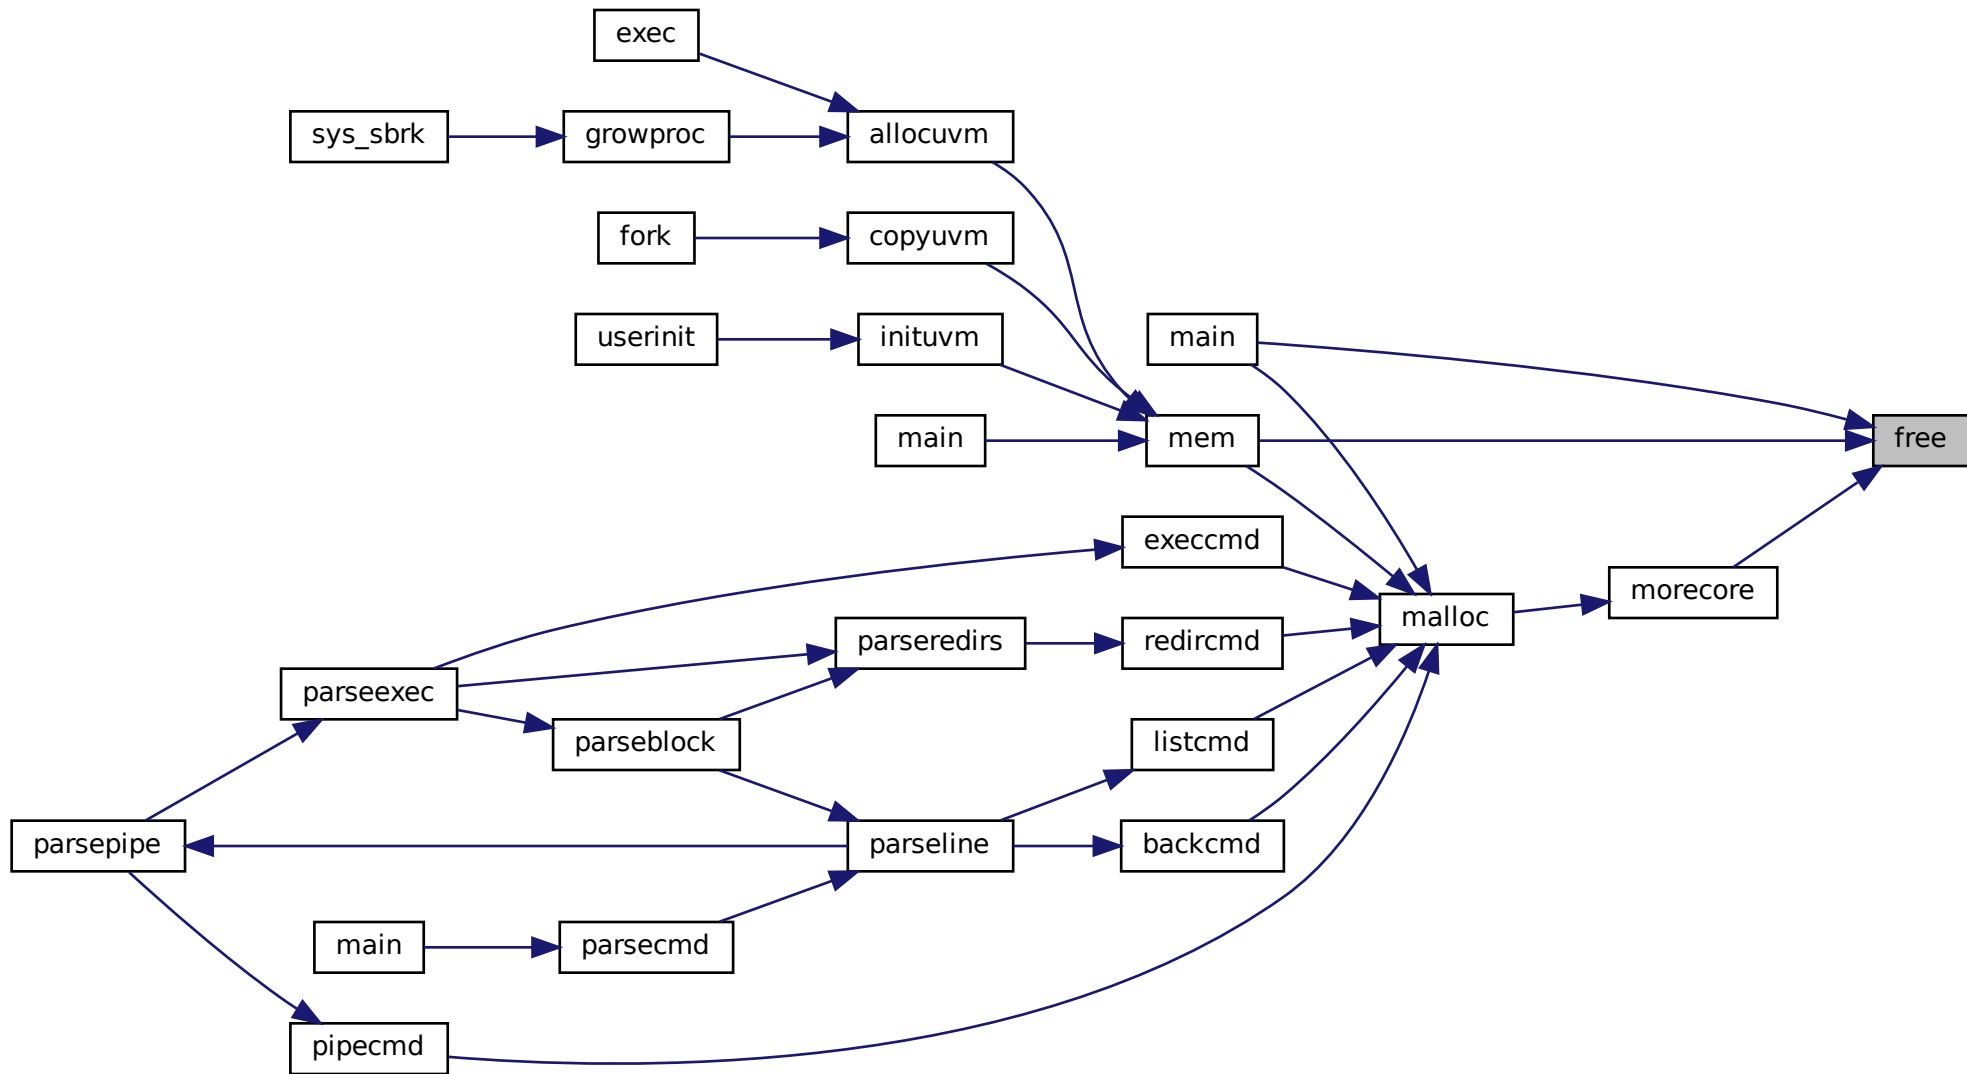 exec
sys_sbrk
growproc
allocuvm
fork
copyuvm
userinit
inituvm
main
main
mem
free
execcmd
morecore
malloc
parseredirs
redircmd
parseexec
parseblock
listcmd
parsepipe
parseline
backcmd
main
parsecmd
pipecmd